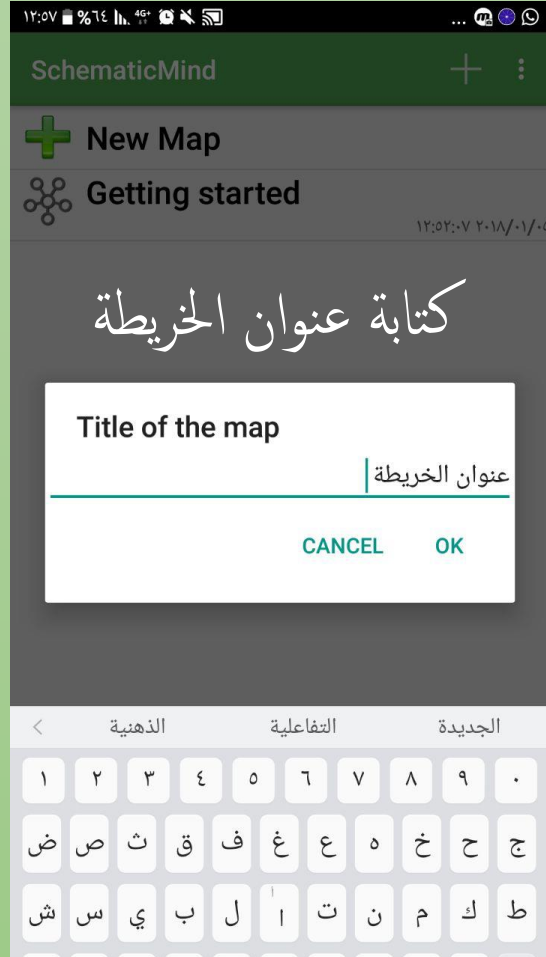 ١٢:٥٧ %٦٤ 4G+ ...
SchematicMind
New Map
Getting started
١٢:٥٢:٠٧ ٢٠١٨/٠١/٠
كتابة عنوان الخريطة
Title of the map
عنوان الخريطة
CANCEL OK
الذهنية التفاعلية الجديدة
١ ٢ ٣ ٤ ٥ ٦ ٧ ٨ ٩ ٠
ض ص ث ق ف غ ع ه خ ح ج
ش س ي ب ل ا أ ت ن م ك ط